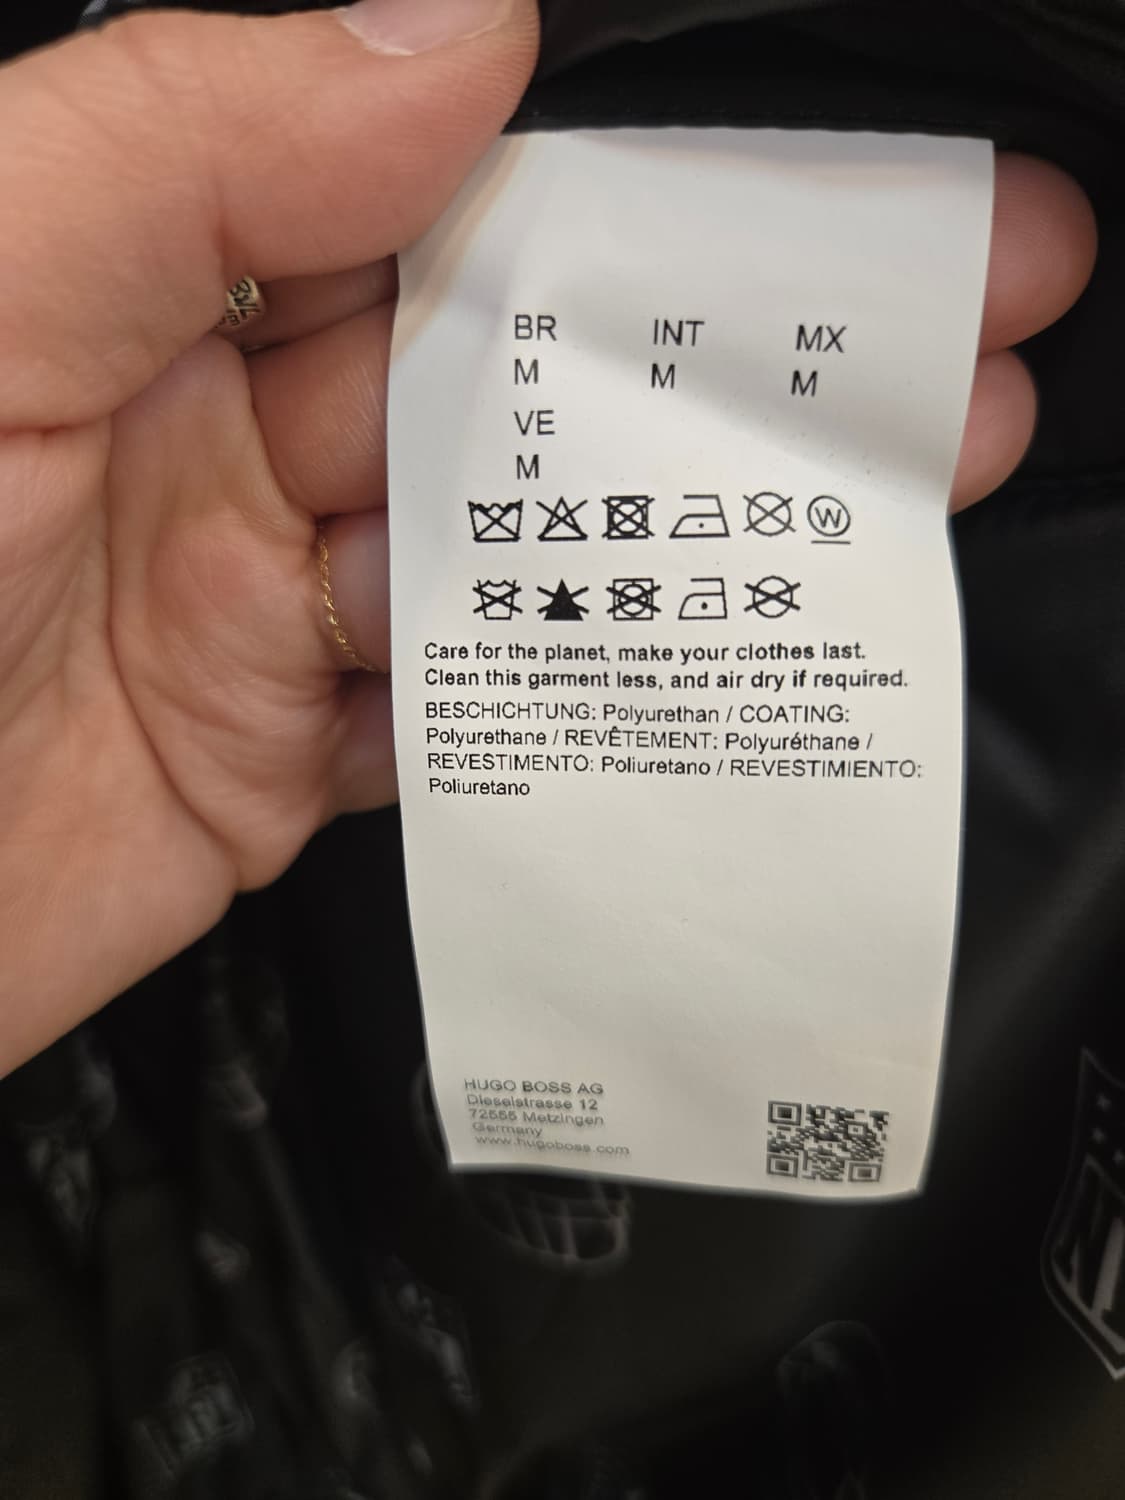 BR INT MX
M M M
VE
M
W
Care for the planet, make your clothes last.
Clean this garment less, and air dry if required.
BESCHICHTUNG: Polyurethan / COATING:
Polyurethane / REVÊTEMENT: Polyuréthane /
REVESTIMENTO: Poliuretano / REVESTIMIENTO:
Poliuretano
HUGO BOSS AG
Dieselstrasse 12
72555 Metzingen
Germany
www.hugoboss.com